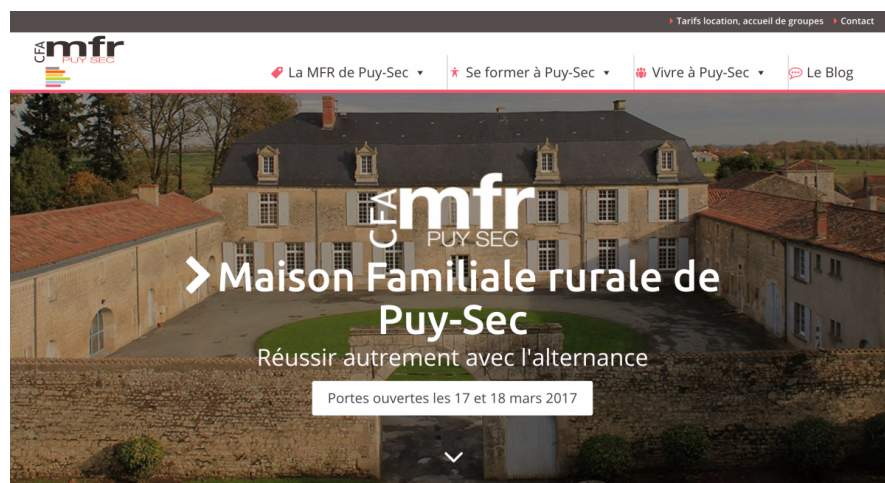 Tarifs location, accueil de groupes Contact
CFA mfr
PUY SEC
La MFR de Puy-Sec Se former à Puy-Sec Vivre à Puy-Sec Le Blog
CFA mfr
PUY SEC
Maison Familiale rurale de
Puy-Sec
Réussir autrement avec l'alternance
Portes ouvertes les 17 et 18 mars 2017